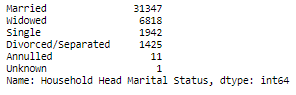 Married 31347
Widowed 6818
Single 1942
Divorced/Separated 1425
Annulled 11
Unknown 1
Name: Household Head Marital Status, dtype: int64